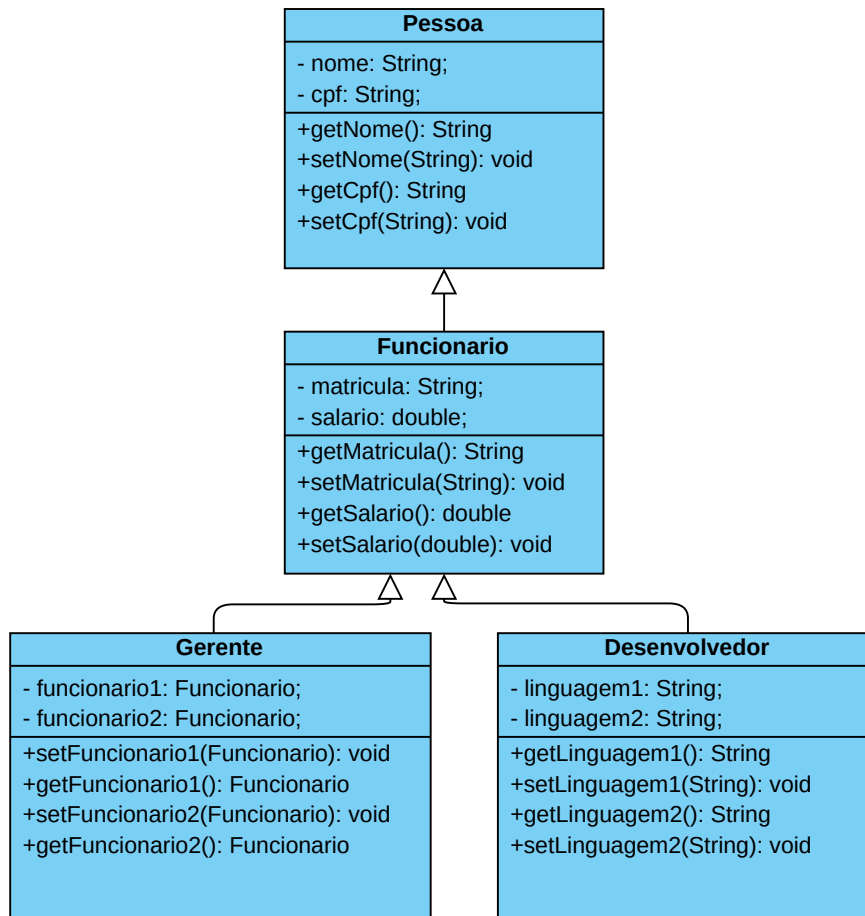 Pessoa
- nome: String;
- cpf: String;
+getNome(): String
+setNome(String): void
+getCpf(): String
+setCpf(String): void
Funcionario
- matricula: String;
- salario: double;
+getMatricula(): String
+setMatricula(String): void
+getSalario(): double
+setSalario(double): void
Gerente
- funcionario1: Funcionario;
- funcionario2: Funcionario;
+setFuncionario1(Funcionario): void
+getFuncionario1(): Funcionario
+setFuncionario2(Funcionario): void
+getFuncionario2(): Funcionario
Desenvolvedor
- linguagem1: String;
- linguagem2: String;
+getLinguagem1(): String
+setLinguagem1(String): void
+getLinguagem2(): String
+setLinguagem2(String): void